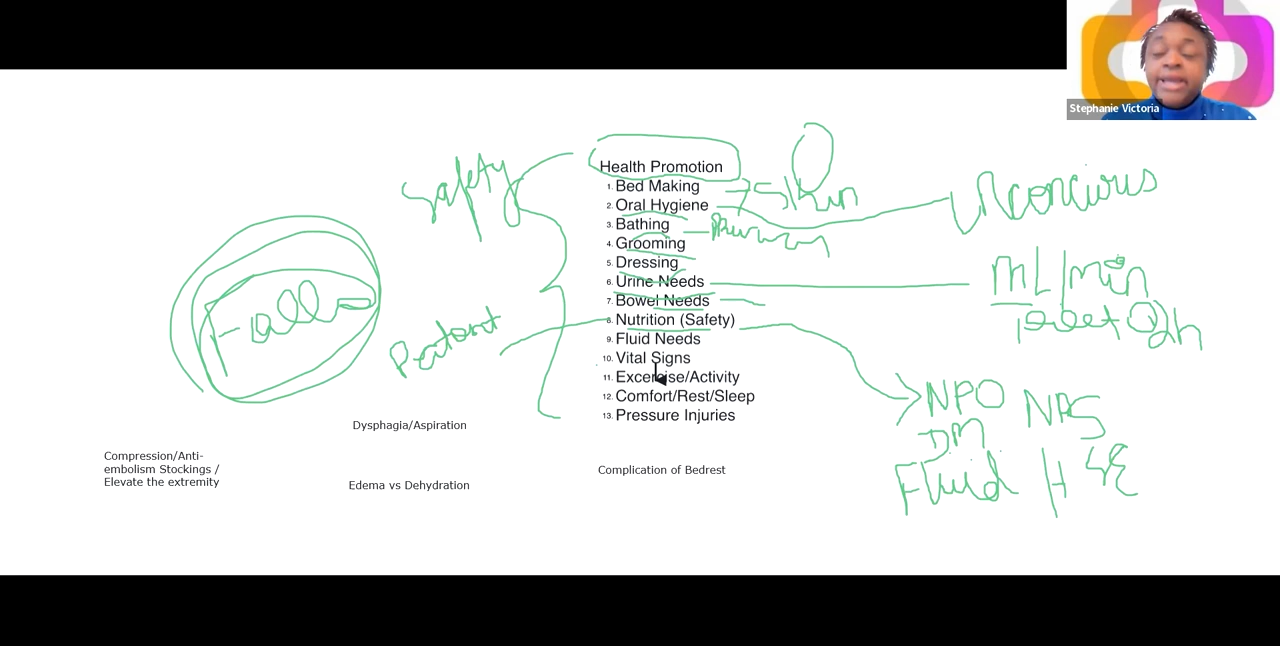 Stephanie Victoria
Health Promotion
1. Bed Making
2. Oral Hygiene
3. Bathing
4. Grooming
5. Dressing
6. Urine Needs
7. Bowel Needs
8. Nutrition (Safety)
9. Fluid Needs
10. Vital Signs
11. Excercise/Activity
12. Comfort/Rest/Sleep
13. Pressure Injuries
Safety
Skin
Falls
mL/min
NPO NAS
DM
Fluid
Dysphagia/Aspiration
Compression/Anti-
embolism Stockings /
Elevate the extremity
Edema vs Dehydration
Complication of Bedrest